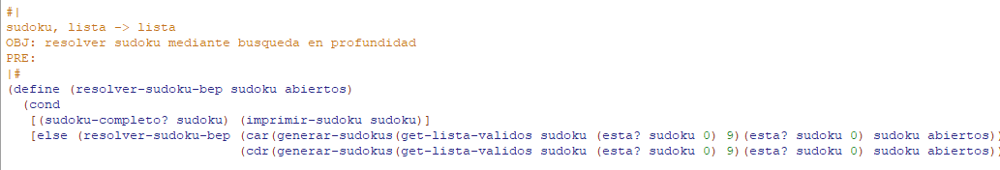 #|
sudoku, lista -> lista
OBJ: resolver sudoku mediante busqueda en profundidad
PRE:
|#
(define (resolver-sudoku-bep sudoku abiertos)
(cond
[(sudoku-completo? sudoku) (imprimir-sudoku sudoku)]
[else (resolver-sudoku-bep (car(generar-sudokus(get-lista-validos sudoku (esta? sudoku 0) 9)(esta? sudoku 0) sudoku abiertos))
(cdr(generar-sudokus(get-lista-validos sudoku (esta? sudoku 0) 9)(esta? sudoku 0) sudoku abiertos))